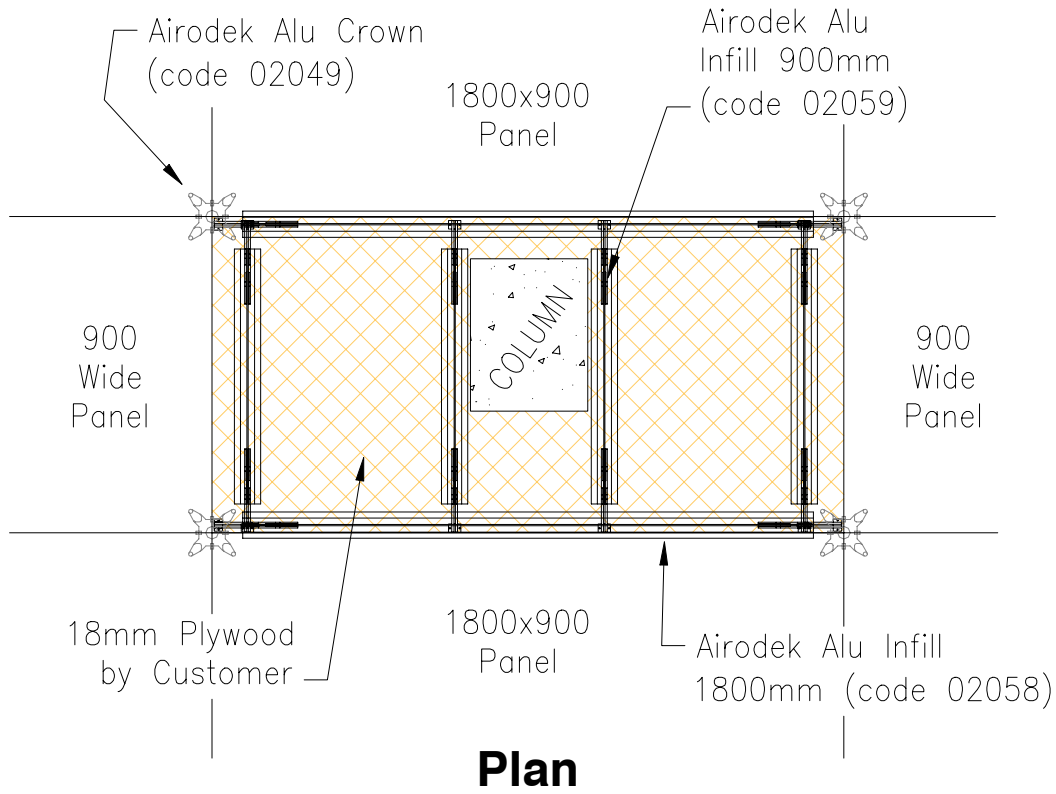 Airodek Alu Crown
(code 02049)
1800x900
Panel
Airodek Alu
Infill 900mm
(code 02059)
900
Wide
Panel
COLUMN
900
Wide
Panel
18mm Plywood
by Customer
1800x900
Panel
Airodek Alu Infill
1800mm (code 02058)
Plan